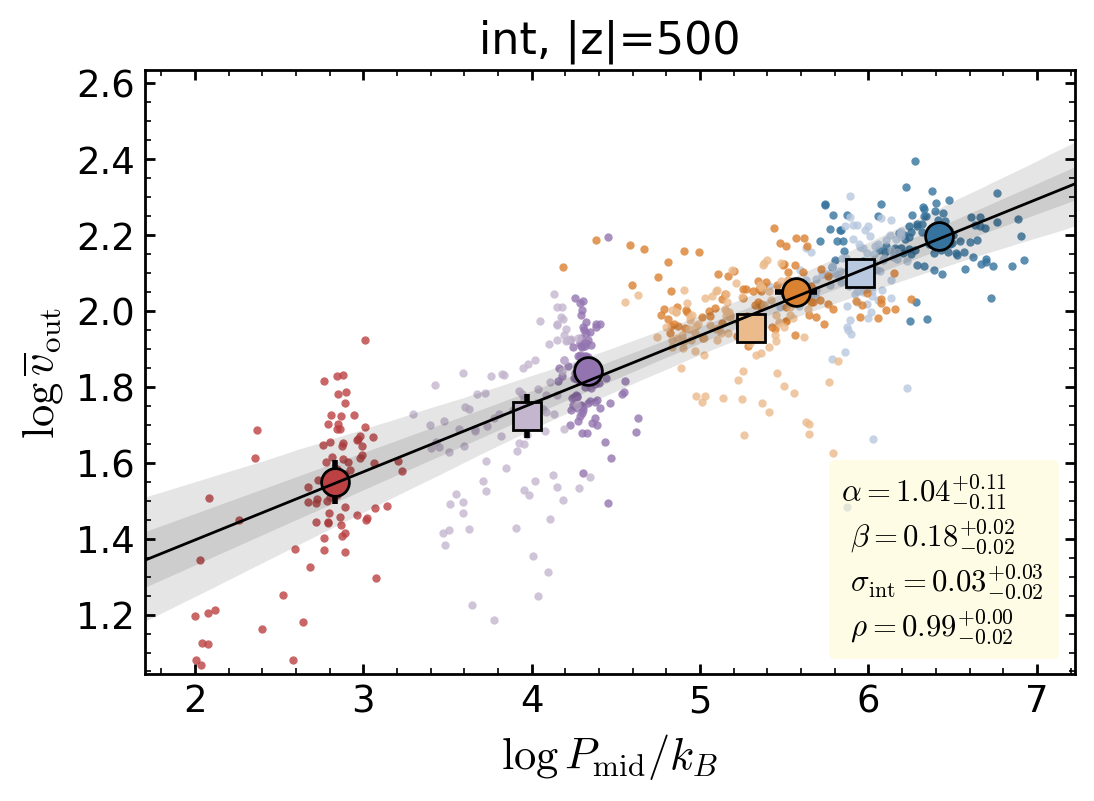 int, |z|=500
2.6
2.4
2.2
2.0
1.8
1.6
1.4
1.2
log v̅_out
α = 1.04^{+0.11}_{-0.11}
β = 0.18^{+0.02}_{-0.02}
σ_int = 0.03^{+0.03}_{-0.02}
ρ = 0.99^{+0.00}_{-0.02}
2 3 4 5 6 7
log P_mid/k_B